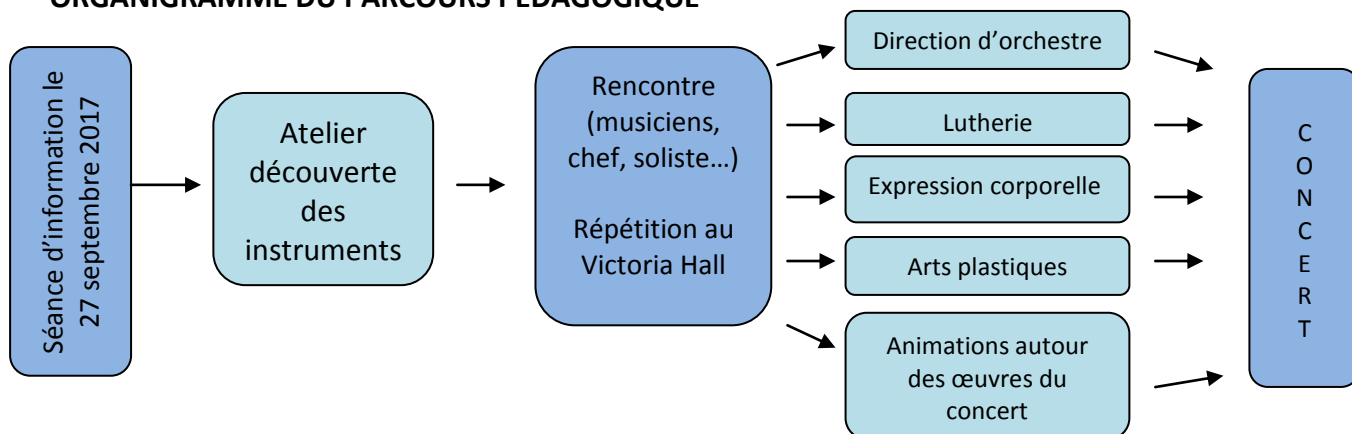 ORGANIGRAMME DU PARCOURS PEDAGOGIQUE
Séance d'information le
27 septembre 2017
Atelier
découverte
des
instruments
Rencontre
(musiciens,
chef, soliste…)
Répétition au
Victoria Hall
Direction d'orchestre
Lutherie
Expression corporelle
Arts plastiques
Animations autour
des œuvres du
concert
C
O
N
C
E
R
T